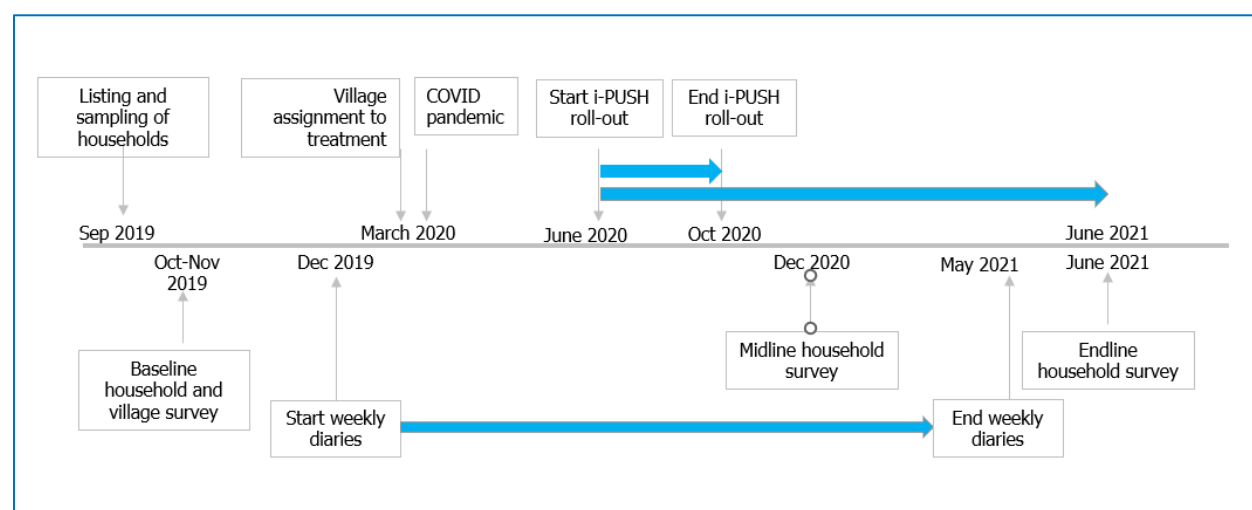 Listing and
sampling of
households
Village
assignment to
treatment
COVID
pandemic
Start i-PUSH
roll-out
End i-PUSH
roll-out
Sep 2019
March 2020
June 2020
Oct 2020
June 2021
Oct-Nov
2019
Dec 2019
Dec 2020
May 2021
June 2021
Baseline
household and
village survey
Start weekly
diaries
Midline household
survey
End weekly
diaries
Endline
household survey